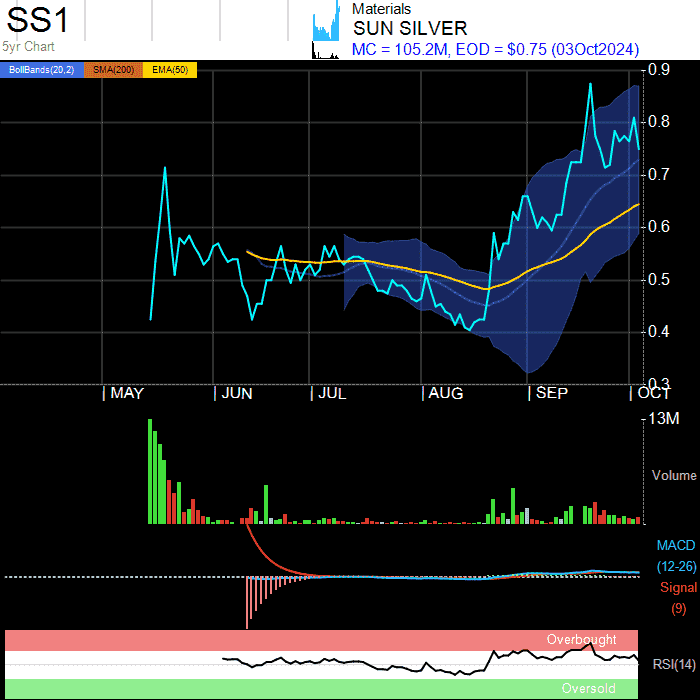 SS1
5yr Chart
Materials
SUN SILVER
MC = 105.2M, EOD = $0.75 (03Oct2024)
BollBands(20,2) SMA(200) EMA(50)
0.9
0.8
0.7
0.6
0.5
0.4
0.3
| MAY | JUN | JUL | AUG | SEP | OCT
13M
Volume
MACD
(12-26)
Signal
(9)
Overbought
RSI(14)
Oversold